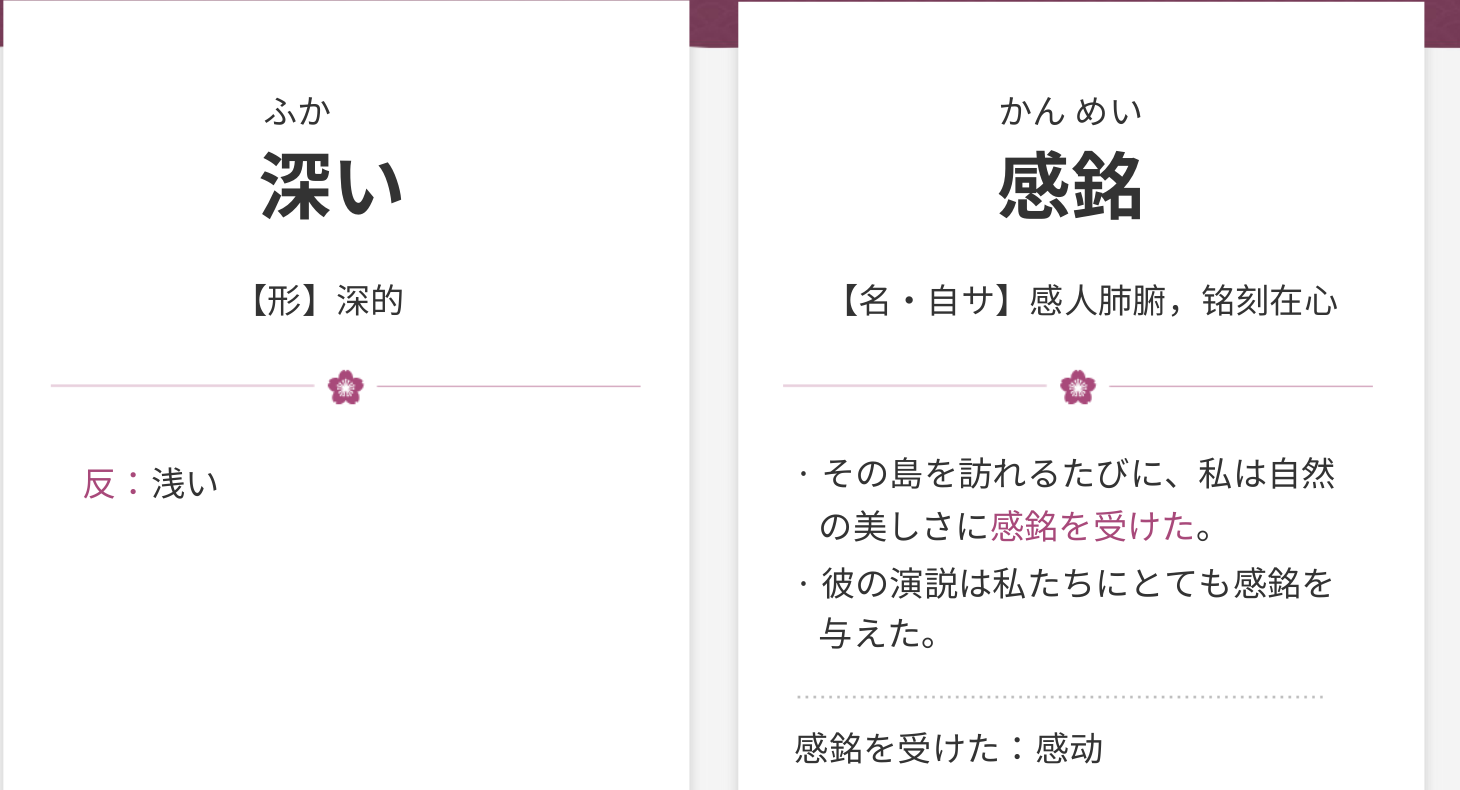 ふか
深い
【形】深的
反：浅い
かん めい
感銘
【名・自サ】感人肺腑，铭刻在心
· その島を訪れるたびに、私は自然
の美しさに感銘を受けた。
· 彼の演説は私たちにとても感銘を
与えた。
感銘を受けた：感动